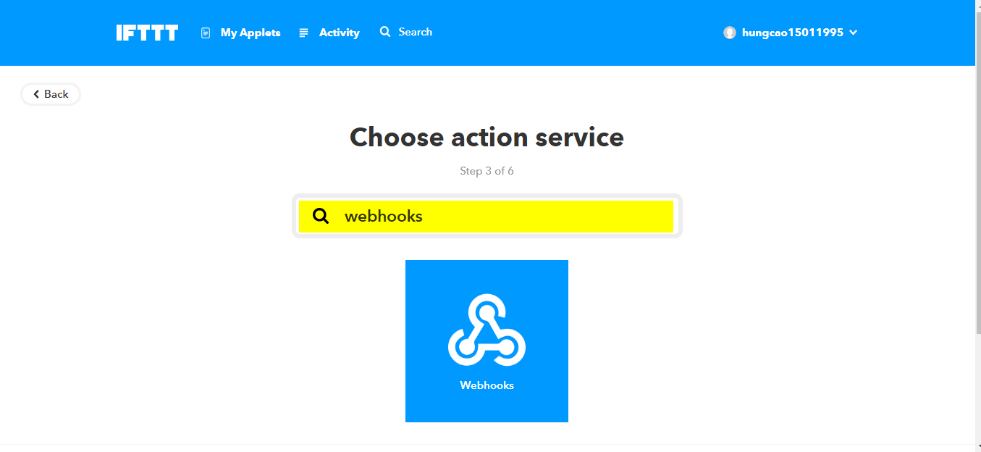 IFTTT My Applets Activity Search hungcao15011995
Back
Choose action service
Step 3 of 6
webhooks
Webhooks